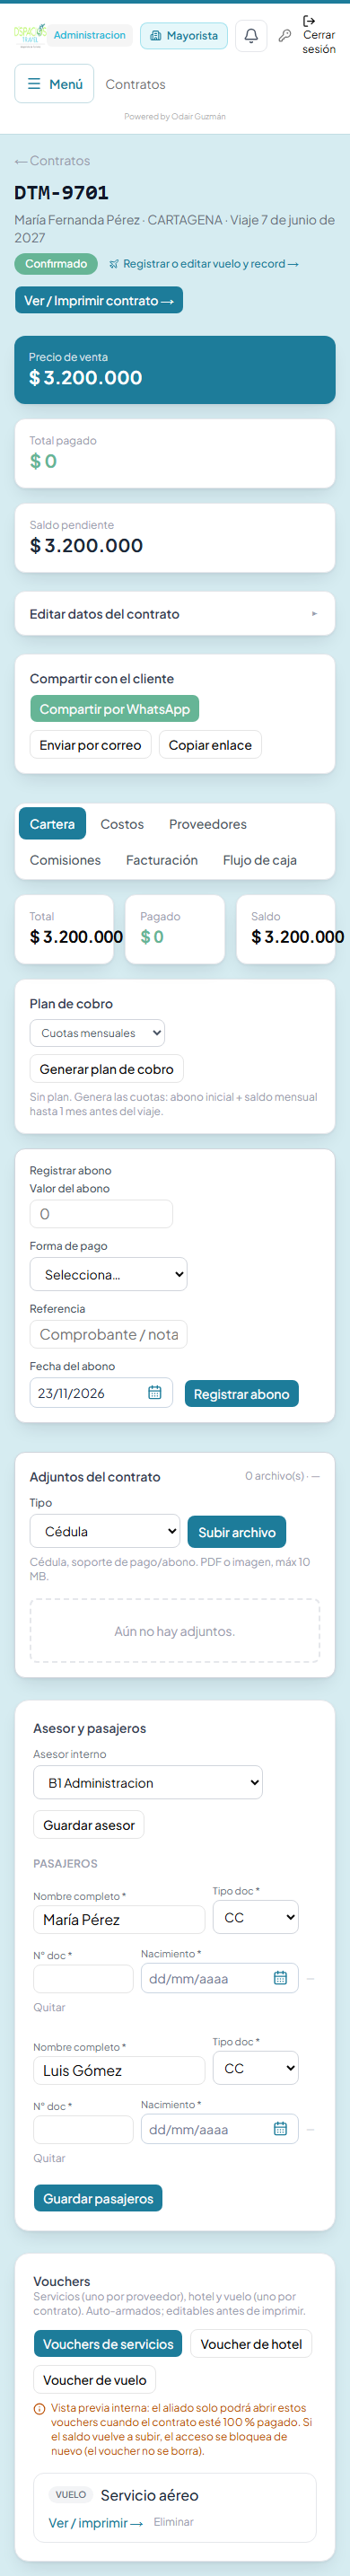 Administracion
Mayorista
Cerrar
sesión
Menú
Contratos
Powered by Odair Guzmán
← Contratos
DTM-9701
María Fernanda Pérez · CARTAGENA · Viaje 7 de junio de
2027
Confirmado
Registrar o editar vuelo y record →
Ver / Imprimir contrato →
Precio de venta
$ 3.200.000
Total pagado
$ 0
Saldo pendiente
$ 3.200.000
Editar datos del contrato
Compartir con el cliente
Compartir por WhatsApp
Enviar por correo
Copiar enlace
Cartera
Costos
Proveedores
Comisiones
Facturación
Flujo de caja
Total
Pagado
Saldo
$ 3.200.000
$ 0
$ 3.200.000
Plan de cobro
Cuotas mensuales
Generar plan de cobro
Sin plan. Genera las cuotas: abono inicial + saldo mensual
hasta 1 mes antes del viaje.
Registrar abono
Valor del abono
0
Forma de pago
Selecciona…
Referencia
Comprobante / nota
Fecha del abono
23/11/2026
Registrar abono
Adjuntos del contrato
0 archivo(s) · —
Tipo
Cédula
Subir archivo
Cédula, soporte de pago/abono. PDF o imagen, máx 10
MB.
Aún no hay adjuntos.
Asesor y pasajeros
Asesor interno
B1 Administracion
Guardar asesor
PASAJEROS
Nombre completo *
Tipo doc *
María Pérez
CC
N° doc *
Nacimiento *
dd/mm/aaaa
—
Quitar
Nombre completo *
Tipo doc *
Luis Gómez
CC
N° doc *
Nacimiento *
dd/mm/aaaa
—
Quitar
Guardar pasajeros
Vouchers
Servicios (uno por proveedor), hotel y vuelo (uno por
contrato). Auto-armados; editables antes de imprimir.
Vouchers de servicios
Voucher de hotel
Voucher de vuelo
Vista previa interna: el aliado solo podrá abrir estos
vouchers cuando el contrato esté 100 % pagado. Si
el saldo vuelve a subir, el acceso se bloquea de
nuevo (el voucher no se borra).
VUELO
Servicio aéreo
Ver / imprimir →
Eliminar